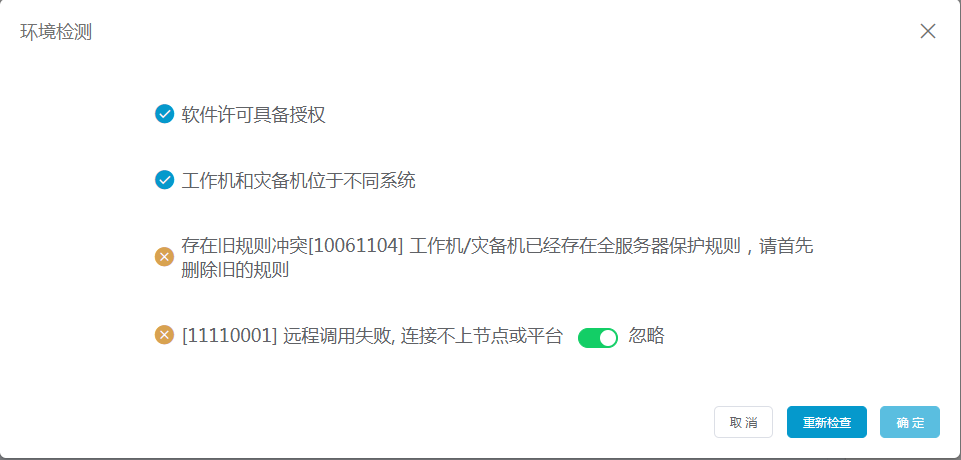 环境检测
软件许可具备授权
工作机和灾备机位于不同系统
存在旧规则冲突[10061104] 工作机/灾备机已经存在全服务器保护规则，请首先
删除旧的规则
[11110001] 远程调用失败, 连接不上节点或平台 忽略
取 消 重新检查 确 定